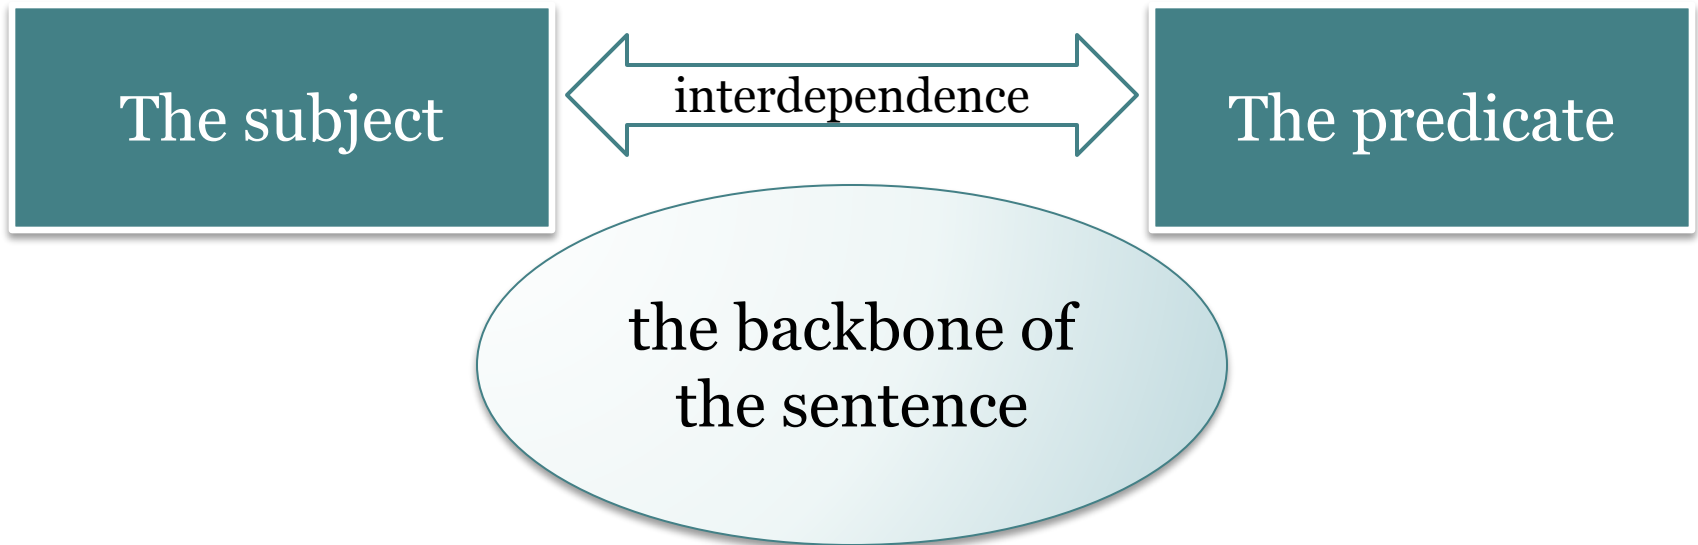 The subject
interdependence
The predicate
the backbone of
the sentence